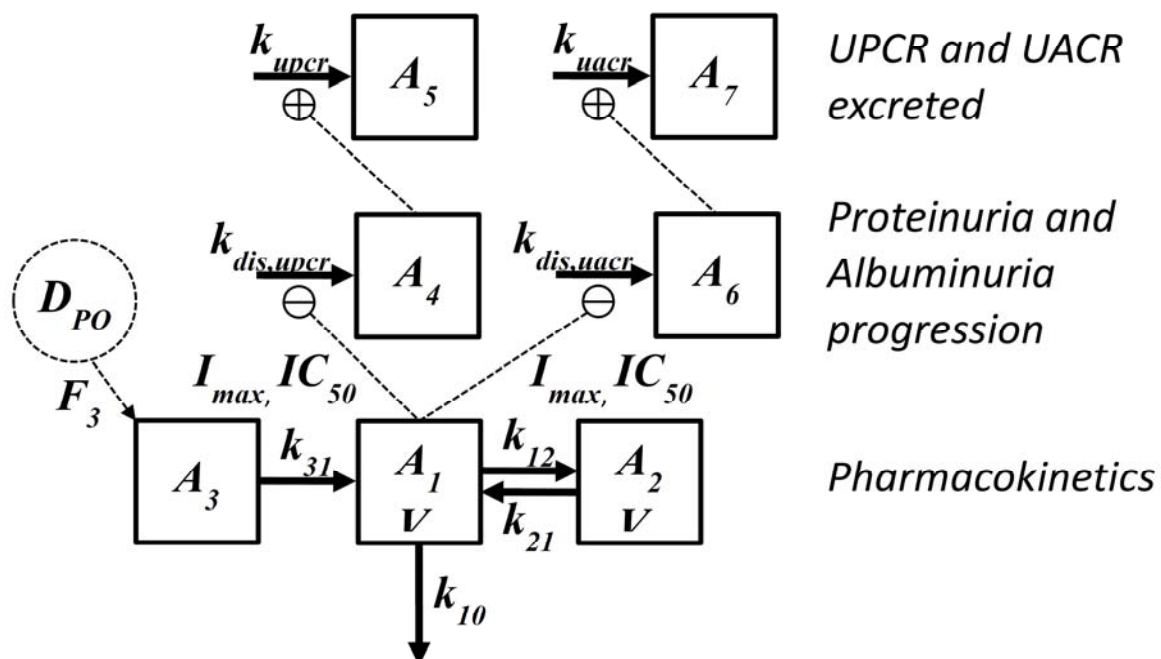 k_upcr
k_uacr
A_5
A_7
UPCR and UACR
excreted
k_dis,upcr
k_dis,uacr
A_4
A_6
Proteinuria and
Albuminuria
progression
D_PO
F_3
I_max, IC_50
I_max, IC_50
A_3
k_31
A_1
V
k_12
k_21
A_2
V
Pharmacokinetics
k_10